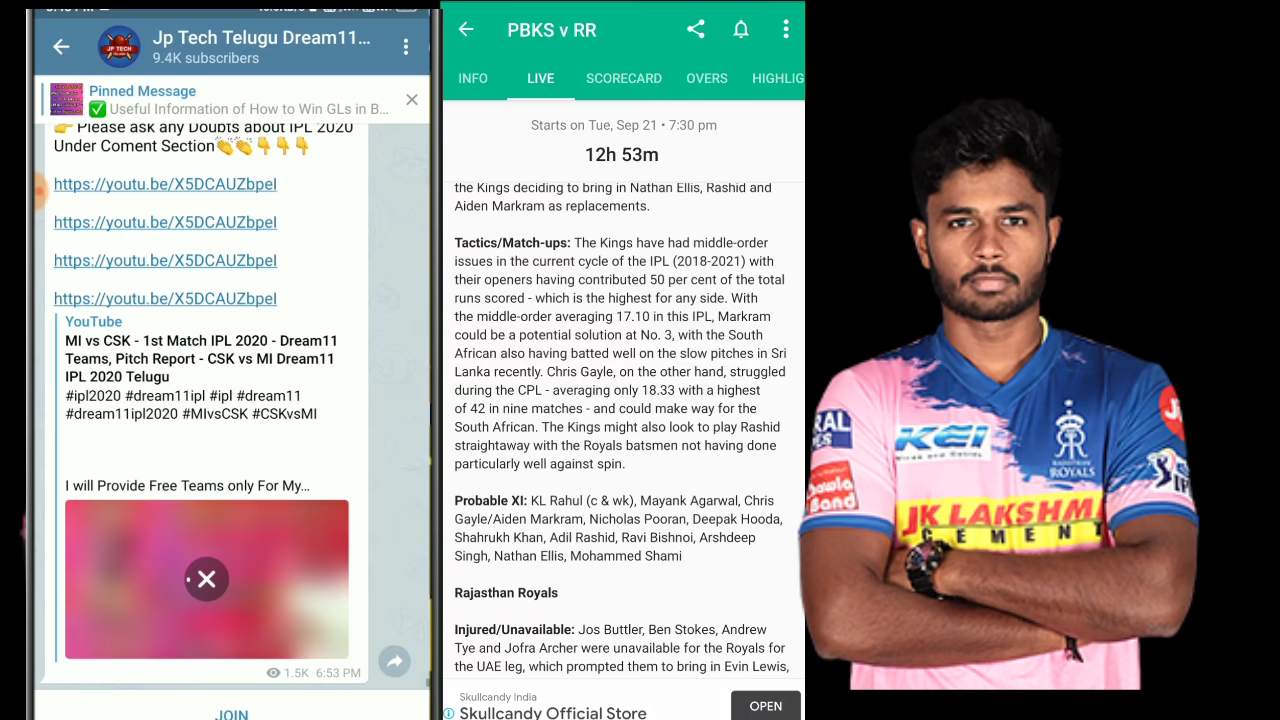 Jp Tech Telugu Dream11...
9.4K subscribers
JP TECH
Pinned Message
✅ Useful Information of How to Win GLs in B...
👉 Please ask any Doubts about IPL 2020
Under Coment Section👏👏👇👇👇
https://youtu.be/X5DCAUZbpeI
https://youtu.be/X5DCAUZbpeI
https://youtu.be/X5DCAUZbpeI
https://youtu.be/X5DCAUZbpeI
YouTube
MI vs CSK - 1st Match IPL 2020 - Dream11
Teams, Pitch Report - CSK vs MI Dream11
IPL 2020 Telugu
#ipl2020 #dream11ipl #ipl #dream11
#dream11ipl2020 #MIvsCSK #CSKvsMI
I will Provide Free Teams only For My...
1.5K 6:53 PM
JOIN
PBKS v RR
INFO
LIVE
SCORECARD
OVERS
HIGHLIG
Starts on Tue, Sep 21 • 7:30 pm
12h 53m
the Kings deciding to bring in Nathan Ellis, Rashid and
Aiden Markram as replacements.
Tactics/Match-ups: The Kings have had middle-order
issues in the current cycle of the IPL (2018-2021) with
their openers having contributed 50 per cent of the total
runs scored - which is the highest for any side. With
the middle-order averaging 17.10 in this IPL, Markram
could be a potential solution at No. 3, with the South
African also having batted well on the slow pitches in Sri
Lanka recently. Chris Gayle, on the other hand, struggled
during the CPL - averaging only 18.33 with a highest
of 42 in nine matches - and could make way for the
South African. The Kings might also look to play Rashid
straightaway with the Royals batsmen not having done
particularly well against spin.
Probable XI: KL Rahul (c & wk), Mayank Agarwal, Chris
Gayle/Aiden Markram, Nicholas Pooran, Deepak Hooda,
Shahrukh Khan, Adil Rashid, Ravi Bishnoi, Arshdeep
Singh, Nathan Ellis, Mohammed Shami
Rajasthan Royals
Injured/Unavailable: Jos Buttler, Ben Stokes, Andrew
Tye and Jofra Archer were unavailable for the Royals for
the UAE leg, which prompted them to bring in Evin Lewis,
Skullcandy India
Skullcandy Official Store
OPEN
KEI
Wires and Cables
RAJASTHAN
ROYALS
JK LAKSHM
CEMENT